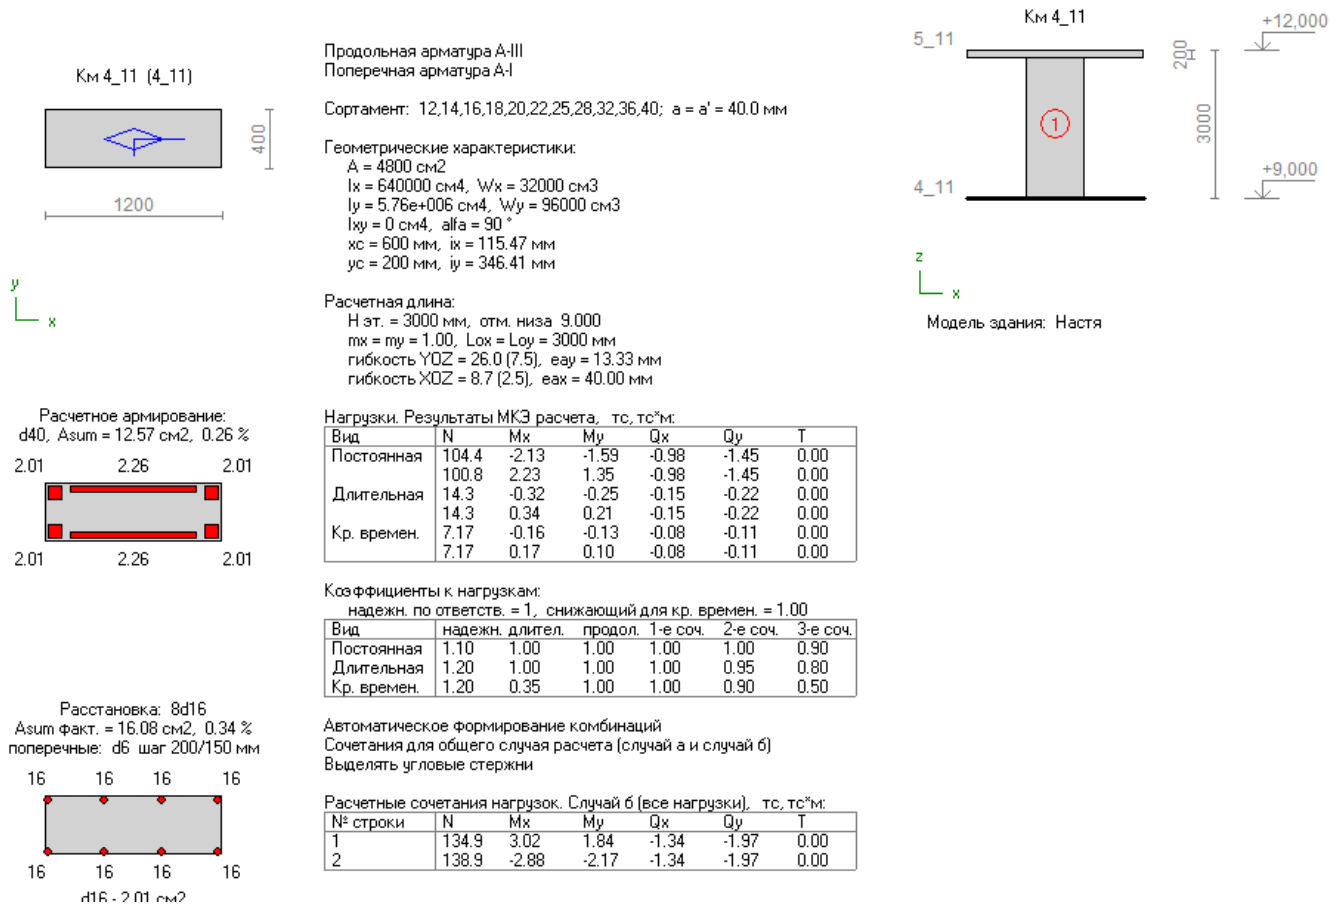 Км 4_11 (4_11)
400
1200
y
x
Расчетное армирование:
d40, Asum = 12.57 см2, 0.26 %
2.01 2.26 2.01
2.01 2.26 2.01
Расстановка: 8d16
Asum факт. = 16.08 см2, 0.34 %
поперечные: d6 шаг 200/150 мм
16 16 16 16
16 16 16 16
d16 - 2.01 см2
Продольная арматура A-III
Поперечная арматура A-I
Сортамент: 12,14,16,18,20,22,25,28,32,36,40; a = a' = 40.0 мм
Геометрические характеристики:
A = 4800 см2
Ix = 640000 см4, Wx = 32000 см3
Iy = 5.76e+006 см4, Wy = 96000 см3
Ixy = 0 см4, alfa = 90 °
xc = 600 мм, ix = 115.47 мм
yc = 200 мм, iy = 346.41 мм
Расчетная длина:
H эт. = 3000 мм, отм. низа 9.000
mx = my = 1.00, Lox = Loy = 3000 мм
гибкость YOZ = 26.0 (7.5), eay = 13.33 мм
гибкость XOZ = 8.7 (2.5), eax = 40.00 мм
Нагрузки. Результаты МКЭ расчета, тс, тс*м:
Вид N Mx My Qx Qy T
Постоянная 104.4 -2.13 -1.59 -0.98 -1.45 0.00
100.8 2.23 1.35 -0.98 -1.45 0.00
Длительная 14.3 -0.32 -0.25 -0.15 -0.22 0.00
14.3 0.34 0.21 -0.15 -0.22 0.00
Кр. времен. 7.17 -0.16 -0.13 -0.08 -0.11 0.00
7.17 0.17 0.10 -0.08 -0.11 0.00
Коэффициенты к нагрузкам:
надежн. по ответств. = 1, снижающий для кр. времен. = 1.00
Вид надежн. длител. продол. 1-е соч. 2-е соч. 3-е соч.
Постоянная 1.10 1.00 1.00 1.00 1.00 0.90
Длительная 1.20 1.00 1.00 1.00 0.95 0.80
Кр. времен. 1.20 0.35 1.00 1.00 0.90 0.50
Автоматическое формирование комбинаций
Сочетания для общего случая расчета (случай а и случай б)
Выделять угловые стержни
Расчетные сочетания нагрузок. Случай б (все нагрузки), тс, тс*м:
№ строки N Mx My Qx Qy T
1 134.9 3.02 1.84 -1.34 -1.97 0.00
2 138.9 -2.88 -2.17 -1.34 -1.97 0.00
Км 4_11
5_11
200
+12,000
1
3000
4_11
+9,000
z
x
Модель здания: Настя